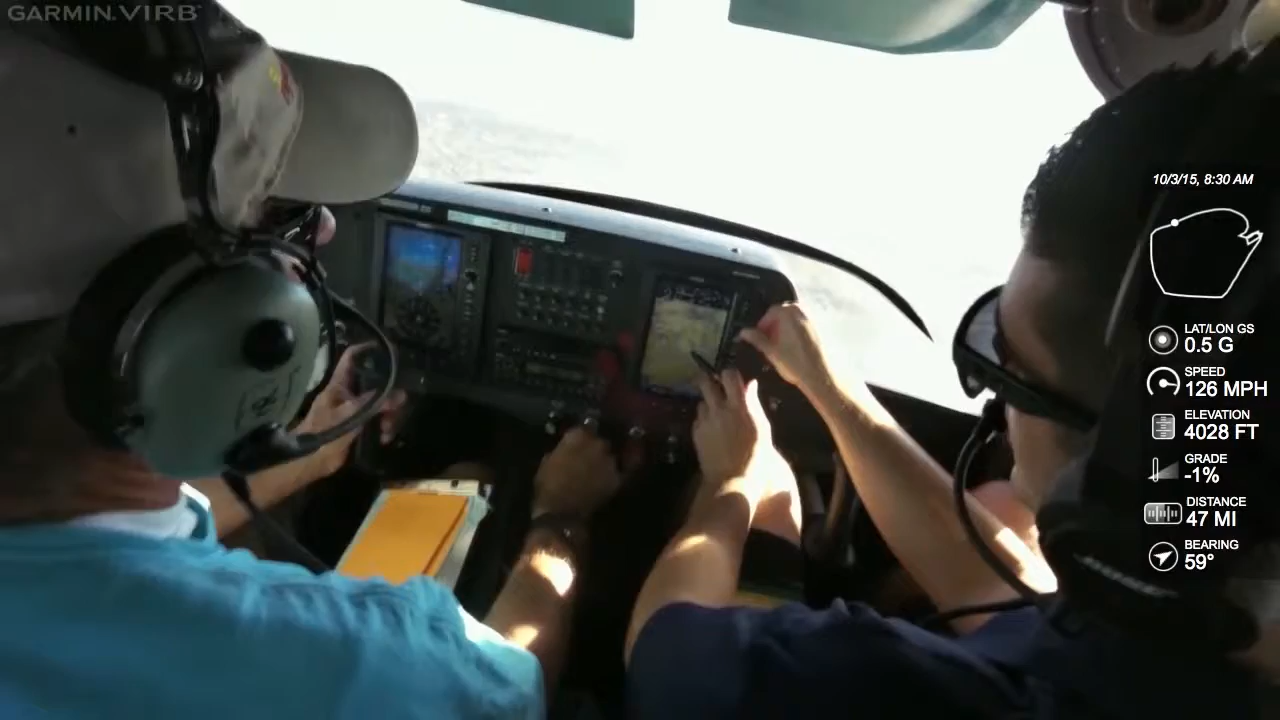 GARMIN.VIRB
10/3/15, 8:30 AM
LAT/LON GS
0.5 G
SPEED
126 MPH
ELEVATION
4028 FT
GRADE
-1%
DISTANCE
47 MI
BEARING
59°